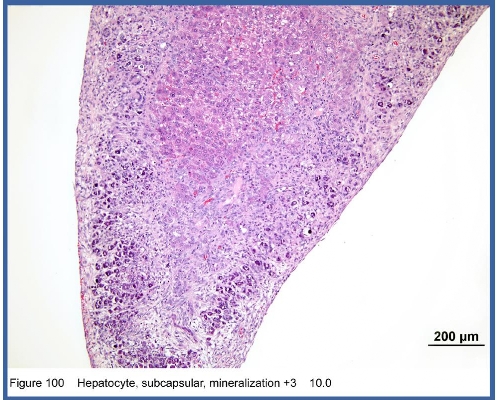 200 µm
Figure 100 Hepatocyte, subcapsular, mineralization +3 10.0